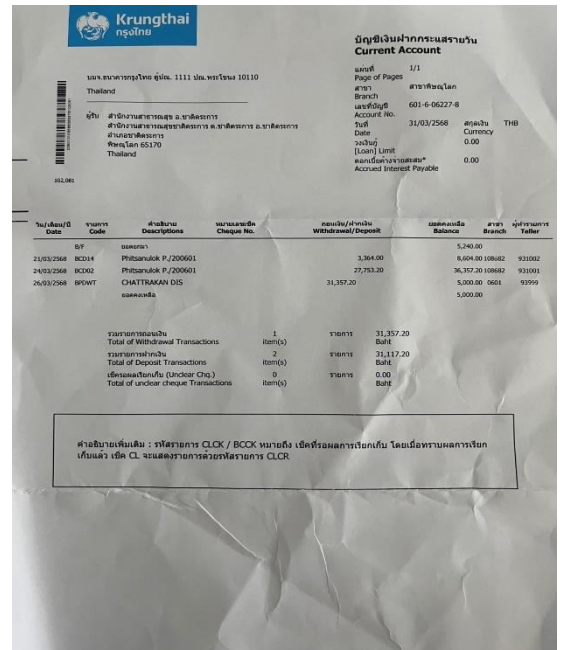 Krungthai
กรุงไทย
บัญชีเงินฝากกระแสรายวัน
Current Account
บมจ.ธนาคารกรุงไทย ตู้ปณ. 1111 ปณ.พระโขนง 10110
Thailand
ผู้รับ สำนักงานสาธารณสุข อ.ชาติตระการ
สำนักงานสาธารณสุขชาติตระการ ต.ชาติตระการ อ.ชาติตระการ
อำเภอชาติตระการ
พิษณุโลก 65170
Thailand
102,081
แผ่นที่ 1/1
Page of Pages
สาขา สาขาพิษณุโลก
Branch
เลขที่บัญชี 601-6-06227-8
Account No.
วันที่ 31/03/2568 สกุลเงิน THB
Date Currency
วงเงินกู้ 0.00
[Loan] Limit
ดอกเบี้ยค้างจ่ายสะสม* 0.00
Accrued Interest Payable
วัน/เดือน/ปี รายการ คำอธิบาย หมายเลขเช็ค ถอนเงิน/ฝากเงิน ยอดคงเหลือ สาขา ผู้ทำรายการ
Date Code Descriptions Cheque No. Withdrawal/Deposit Balance Branch Teller
B/F ยอดยกมา 5,240.00
21/03/2568 BCD14 Phitsanulok P./200601 3,364.00 8,604.00 108682 931002
24/03/2568 BCD02 Phitsanulok P./200601 27,753.20 36,357.20 108682 931001
26/03/2568 BPDWT CHATTRAKAN DIS 31,357.20 5,000.00 0601 93999
ยอดคงเหลือ 5,000.00
รวมรายการถอนเงิน 1 รายการ 31,357.20
Total of Withdrawal Transactions item(s) Baht
รวมรายการฝากเงิน 2 รายการ 31,117.20
Total of Deposit Transactions item(s) Baht
เช็ครอผลเรียกเก็บ (Unclear Chq.) 0 รายการ 0.00
Total of unclear cheque Transactions item(s) Baht
คำอธิบายเพิ่มเติม : รหัสรายการ CLCK / BCCK หมายถึง เช็คที่รอผลการเรียกเก็บ โดยเมื่อทราบผลการเรียก
เก็บแล้ว เช็ค CL จะแสดงรายการด้วยรหัสรายการ CLCR